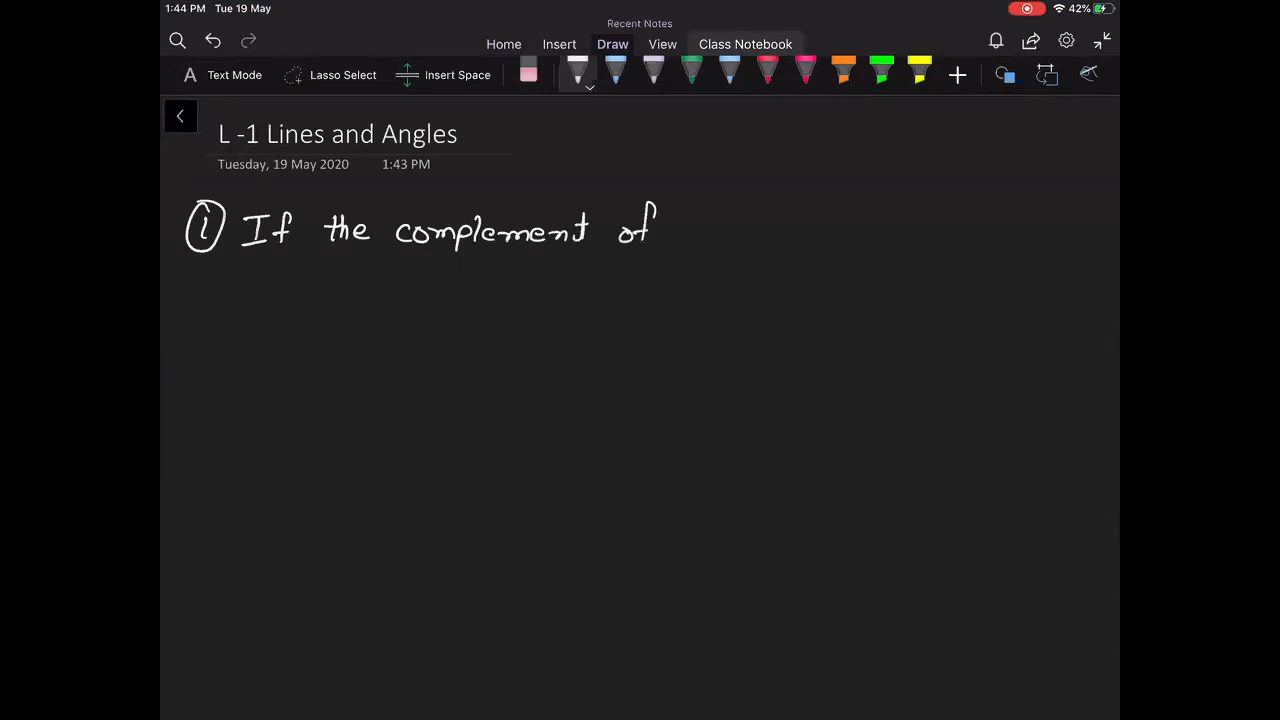 1:44 PM Tue 19 May
42%
Recent Notes
Home Insert Draw View Class Notebook
A Text Mode Lasso Select Insert Space
L -1 Lines and Angles
Tuesday, 19 May 2020 1:43 PM
① If the complement of